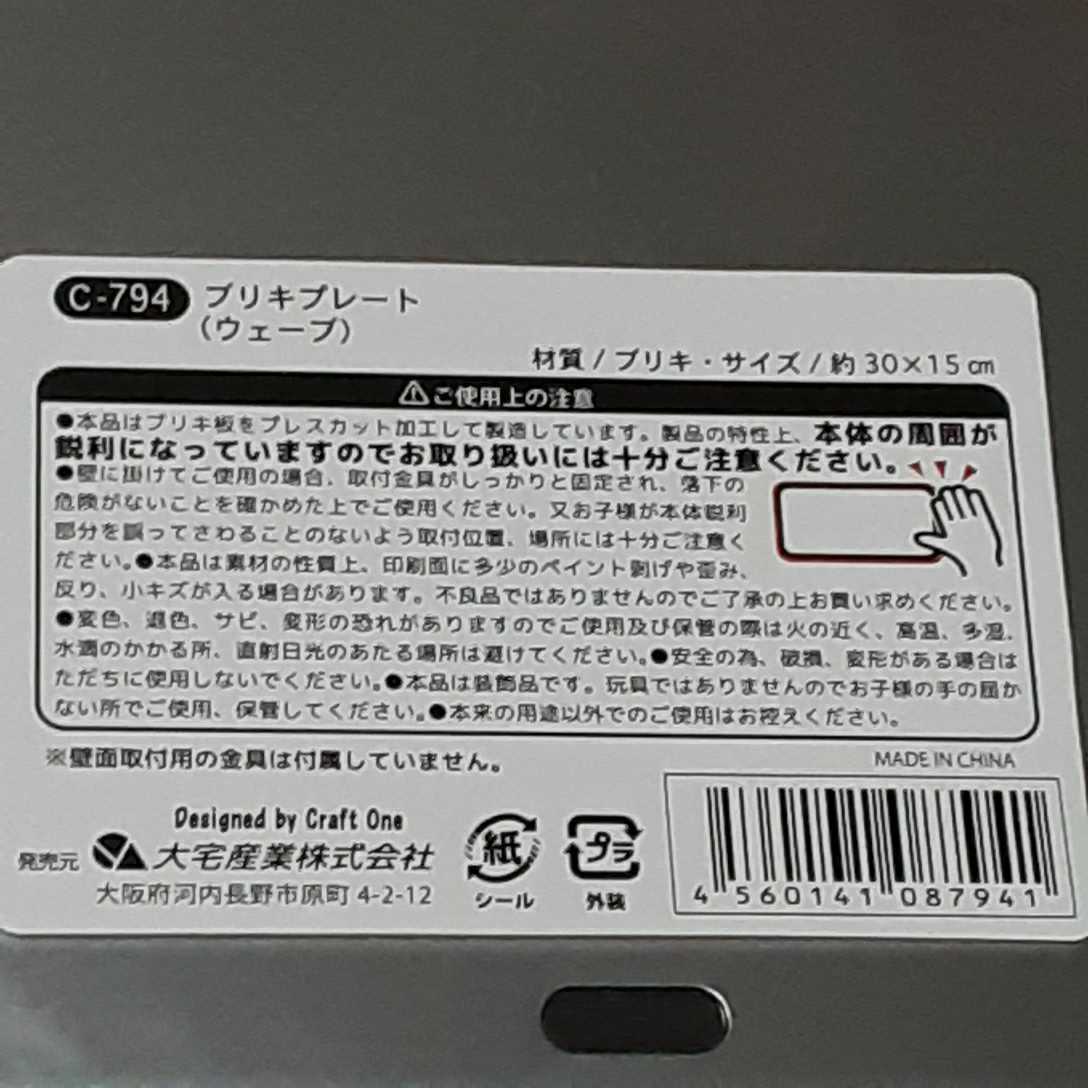 C-794 ブリキプレート
（ウェーブ）
材質 / ブリキ・サイズ / 約 30×15 ㎝
⚠ご使用上の注意
●本品はブリキ板をプレスカット加工して製造しています。製品の特性上、本体の周囲が
鋭利になっていますのでお取り扱いには十分ご注意ください。
●壁に掛けてご使用の場合、取付金具がしっかりと固定され、落下の
危険がないことを確かめた上でご使用ください。又お子様が本体鋭利
部分を誤ってさわることのないよう取付位置、場所には十分ご注意く
ださい。●本品は素材の性質上、印刷面に多少のペイント剥げや歪み、
反り、小キズが入る場合があります。不良品ではありませんのでご了承の上お買い求めください。
●変色、退色、サビ、変形の恐れがありますのでご使用及び保管の際は火の近く、高温、多湿、
水滴のかかる所、直射日光のあたる場所は避けてください。●安全の為、破損、変形がある場合は
ただちに使用しないでください。●本品は装飾品です。玩具ではありませんのでお子様の手の届か
ない所でご使用、保管してください。●本来の用途以外でのご使用はお控えください。
※壁面取付用の金具は付属していません。
MADE IN CHINA
Designed by Craft One
発売元 大宅産業株式会社
大阪府河内長野市原町 4-2-12
紙
シール
プラ
外装
4 560141 087941